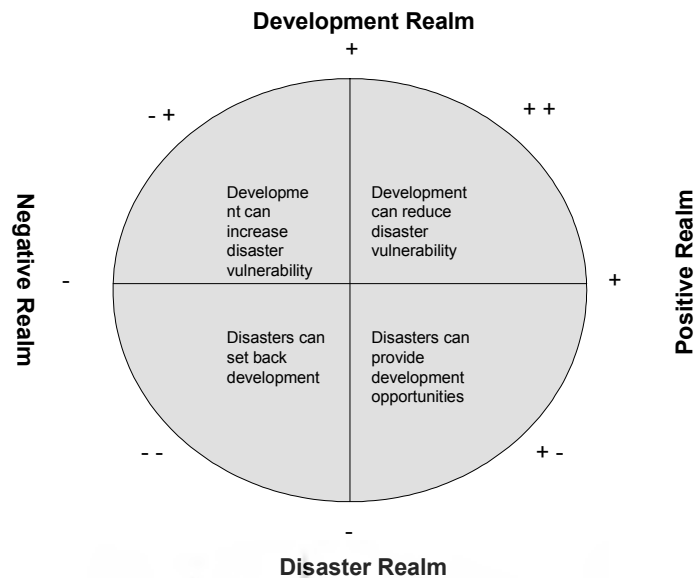 Development Realm
+
- +
+ +
Developme
nt can
increase
disaster
vulnerability
Development
can reduce
disaster
vulnerability
Negative Realm
-
+
Positive Realm
Disasters can
set back
development
Disasters can
provide
development
opportunities
- -
+ -
-
Disaster Realm